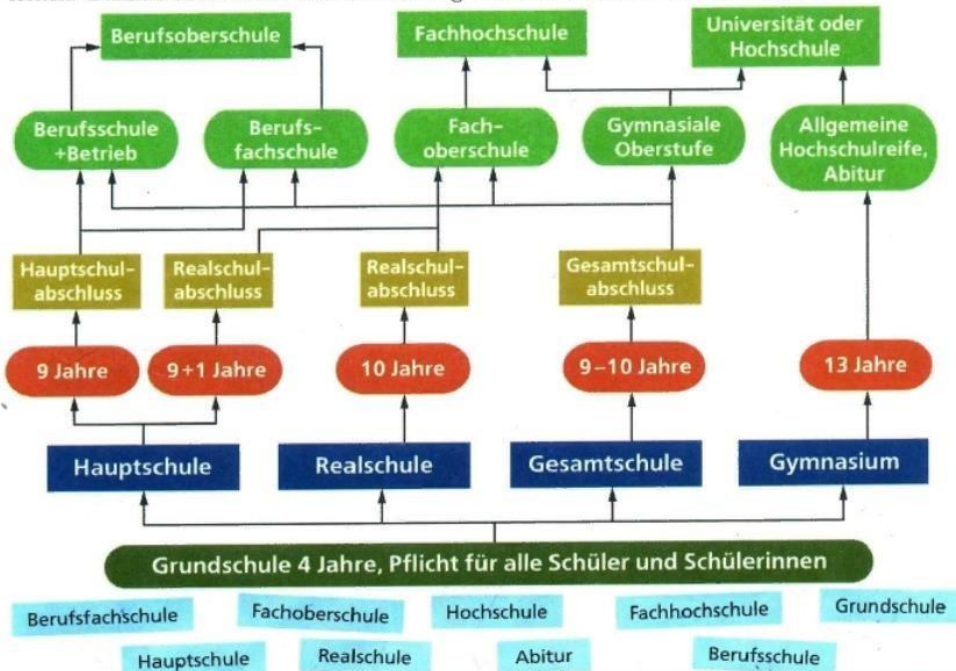 Berufsoberschule
Fachhochschule
Universität oder
Hochschule
Berufsschule
+Betrieb
Berufs-
fachschule
Fach-
oberschule
Gymnasiale
Oberstufe
Allgemeine
Hochschulreife,
Abitur
Hauptschul-
abschluss
Realschul-
abschluss
Realschul-
abschluss
Gesamtschul-
abschluss
9 Jahre
9+1 Jahre
10 Jahre
9–10 Jahre
13 Jahre
Hauptschule
Realschule
Gesamtschule
Gymnasium
Grundschule 4 Jahre, Pflicht für alle Schüler und Schülerinnen
Berufsfachschule
Fachoberschule
Hochschule
Fachhochschule
Grundschule
Hauptschule
Realschule
Abitur
Berufsschule